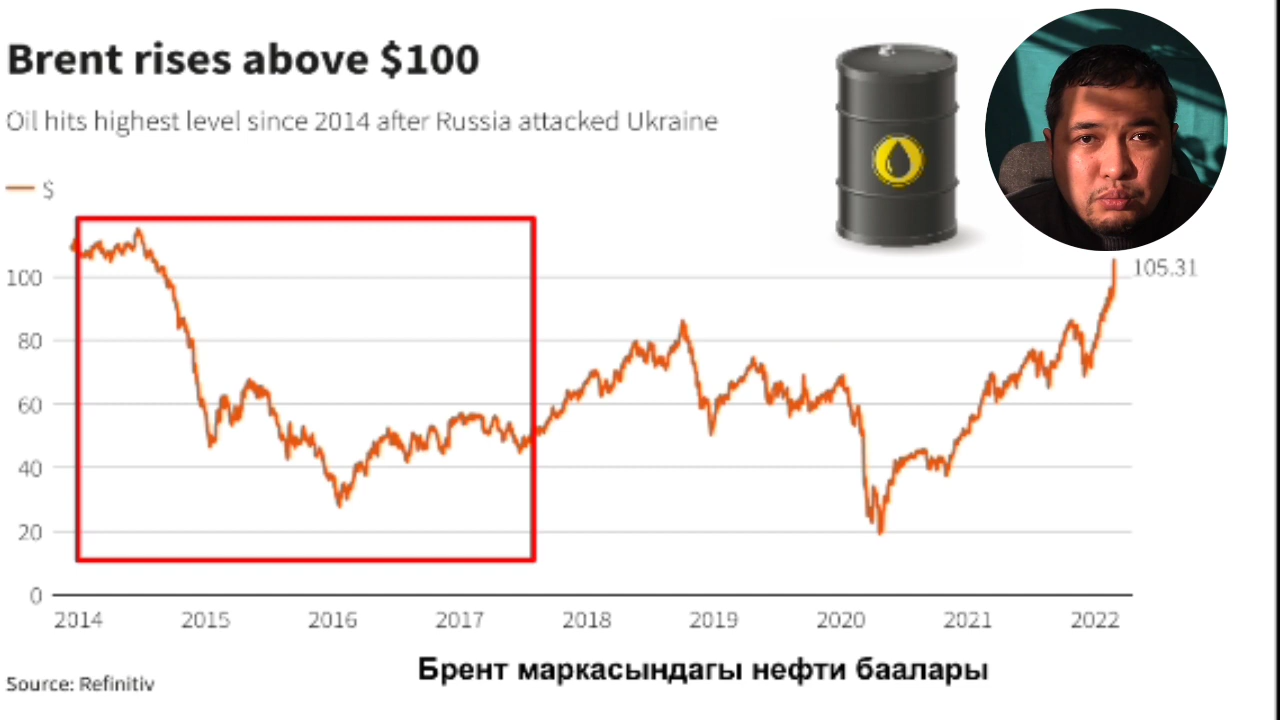 Brent rises above $100
Oil hits highest level since 2014 after Russia attacked Ukraine
$
105.31
100
80
60
40
20
0
2014 2015 2016 2017 2018 2019 2020 2021 2022
Брент маркасындагы нефти баалары
Source: Refinitiv